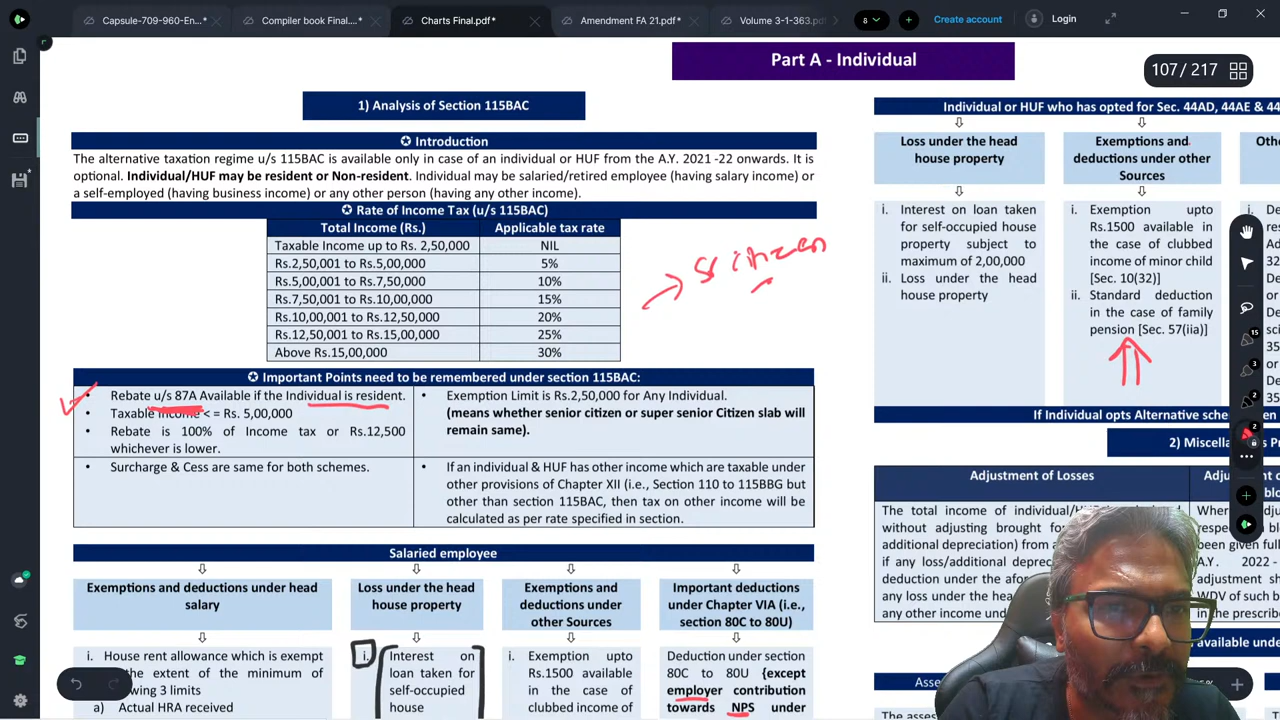 Capsule-709-960-En...*
Compiler book Final....*
Charts Final.pdf*
Amendment FA 21.pdf*
Volume 3-1-363.pd
8
Create account
Login
Part A - Individual
107 / 217
1) Analysis of Section 115BAC
Introduction
The alternative taxation regime u/s 115BAC is available only in case of an individual or HUF from the A.Y. 2021 -22 onwards. It is
optional. Individual/HUF may be resident or Non-resident. Individual may be salaried/retired employee (having salary income) or
a self-employed (having business income) or any other person (having any other income).
Rate of Income Tax (u/s 115BAC)
Total Income (Rs.) Applicable tax rate
Taxable Income up to Rs. 2,50,000 NIL
Rs.2,50,001 to Rs.5,00,000 5%
Rs.5,00,001 to Rs.7,50,000 10%
Rs.7,50,001 to Rs.10,00,000 15%
Rs.10,00,001 to Rs.12,50,000 20%
Rs.12,50,001 to Rs.15,00,000 25%
Above Rs.15,00,000 30%
Sr citizen
Important Points need to be remembered under section 115BAC:
• Rebate u/s 87A Available if the Individual is resident.
• Taxable Income < = Rs. 5,00,000
• Rebate is 100% of Income tax or Rs.12,500
whichever is lower.
• Exemption Limit is Rs.2,50,000 for Any Individual.
(means whether senior citizen or super senior Citizen slab will
remain same).
• Surcharge & Cess are same for both schemes.
• If an individual & HUF has other income which are taxable under
other provisions of Chapter XII (i.e., Section 110 to 115BBG but
other than section 115BAC, then tax on other income will be
calculated as per rate specified in section.
Salaried employee
Exemptions and deductions under head
salary
i. House rent allowance which is exempt
the extent of the minimum of
wing 3 limits
a) Actual HRA received
Loss under the head
house property
i. Interest on
loan taken for
self-occupied
house
Exemptions and
deductions under
other Sources
i. Exemption upto
Rs.1500 available
in the case of
clubbed income of
Important deductions
under Chapter VIA (i.e.,
section 80C to 80U)
Deduction under section
80C to 80U {except
employer contribution
towards NPS under
Individual or HUF who has opted for Sec. 44AD, 44AE & 44
Loss under the head
house property
i. Interest on loan taken
for self-occupied house
property subject to
maximum of 2,00,000
ii. Loss under the head
house property
Exemptions and
deductions under other
Sources
i. Exemption upto
Rs.1500 available in
the case of clubbed
income of minor child
[Sec. 10(32)]
ii. Standard deduction
in the case of family
pension [Sec. 57(iia)]
If Individual opts Alternative sche
2) Miscellaneous P
Adjustment of Losses
The total income of individual/HUF
without adjusting brought fo
additional depreciation) from a
if any loss/additional deprec
deduction under the afor
any loss under the hea
any other income und
A.Y. 2022 -
adjustment sh
WDV of such b
in the prescribe
available under